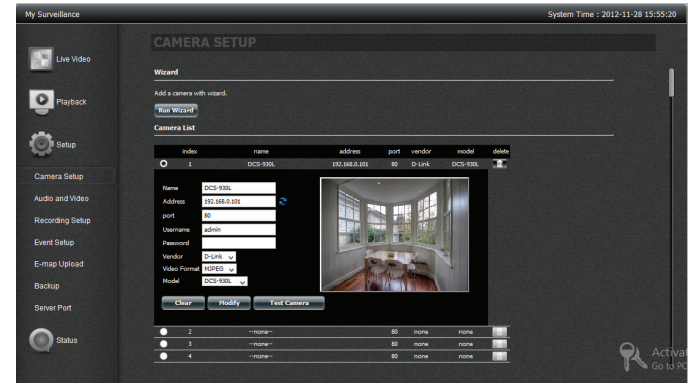 My Surveillance
System Time : 2012-11-28 15:55:20
Live Video
Playback
Setup
Camera Setup
Audio and Video
Recording Setup
Event Setup
E-map Upload
Backup
Server Port
Status
CAMERA SETUP
Wizard
Add a camera with wizard.
Run Wizard
Camera List
index name address port vendor model delete
1 DCS-930L 192.168.0.101 80 D-Link DCS-930L
Name DCS-930L
Address 192.168.0.101
port 80
Username admin
Password
Vendor D-Link
Video Format MJPEG
Model DCS-930L
Clear Modify Test Camera
2 --none-- 80 none none
3 --none-- 80 none none
4 --none-- 80 none none
Activat
Go to PC